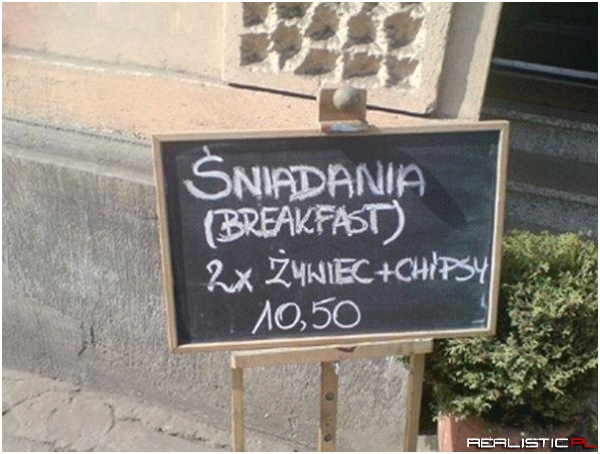 ŚNIADANIA
(BREAKFAST)
2x ŻYWIEC + CHIPSY
10,50
REALISTIC.PL